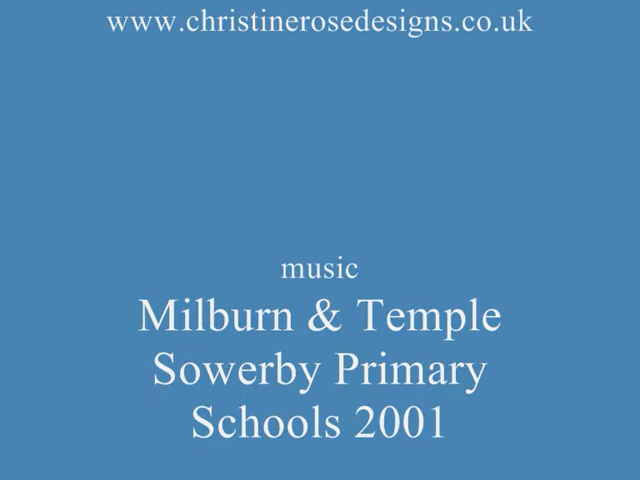 www.christinerosedesigns.co.uk
music
Milburn & Temple
Sowerby Primary
Schools 2001